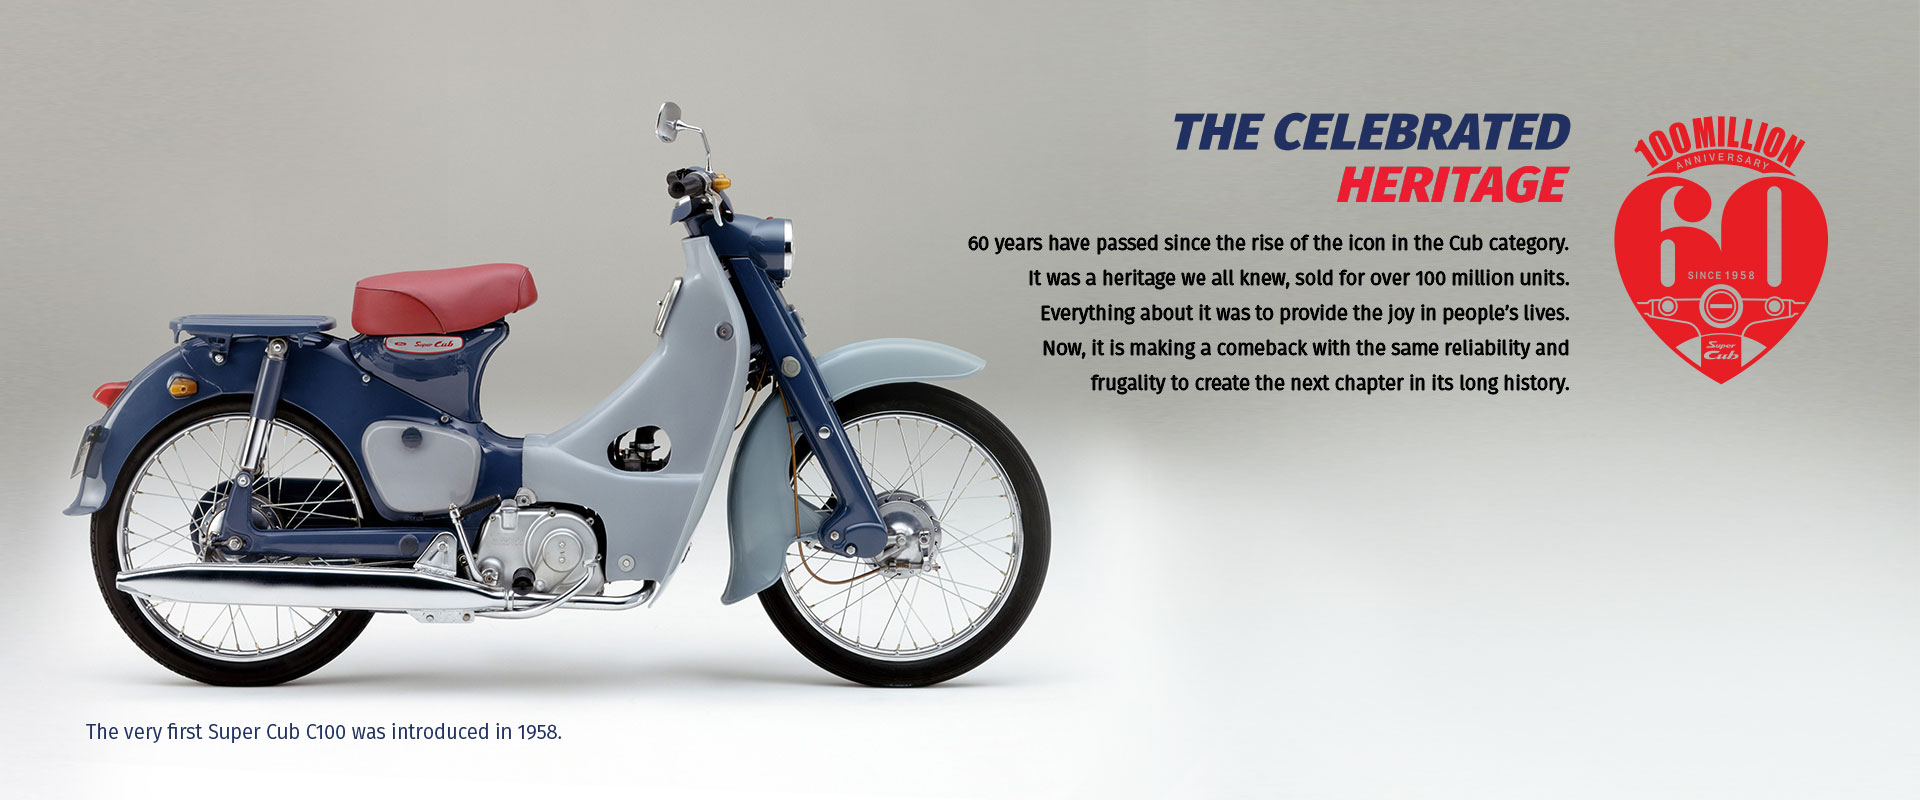 THE CELEBRATED
HERITAGE
60 years have passed since the rise of the icon in the Cub category.
It was a heritage we all knew, sold for over 100 million units.
Everything about it was to provide the joy in people’s lives.
Now, it is making a comeback with the same reliability and
frugality to create the next chapter in its long history.
100 MILLION
ANNIVERSARY
60
SINCE 1958
Super
Cub
Super Cub
The very first Super Cub C100 was introduced in 1958.